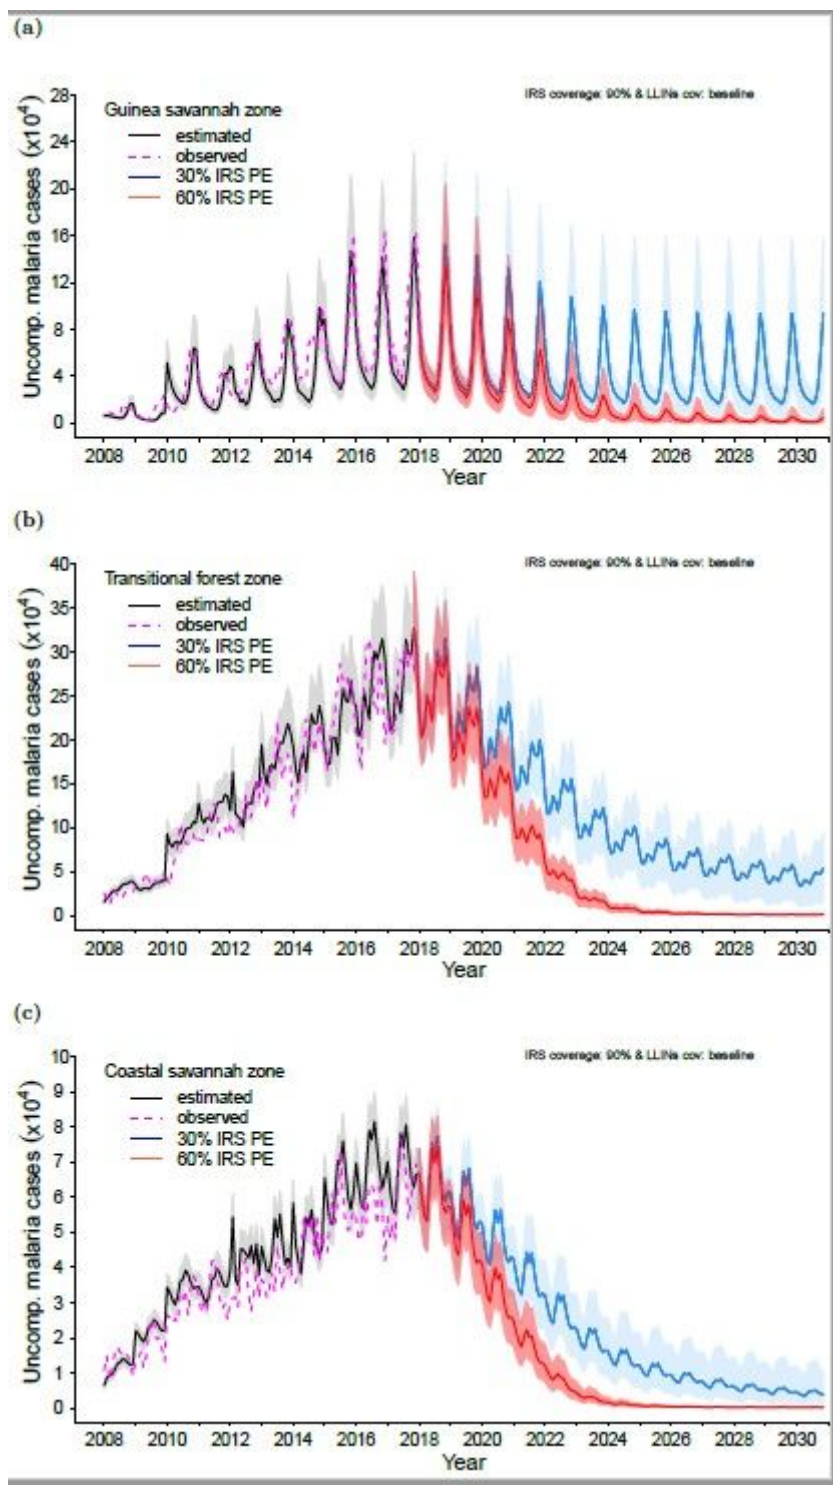 (a)
IRS coverage: 90% & LLINs cov: baseline
Guinea savannah zone
estimated
observed
30% IRS PE
60% IRS PE
Uncomp. malaria cases (x10⁴)
28
24
20
16
12
8
4
0
2008 2010 2012 2014 2016 2018 2020 2022 2024 2026 2028 2030
Year
(b)
IRS coverage: 90% & LLINs cov: baseline
Transitional forest zone
estimated
observed
30% IRS PE
60% IRS PE
Uncomp. malaria cases (x10⁴)
40
35
30
25
20
15
10
5
0
2008 2010 2012 2014 2016 2018 2020 2022 2024 2026 2028 2030
Year
(c)
IRS coverage: 90% & LLINs cov: baseline
Coastal savannah zone
estimated
observed
30% IRS PE
60% IRS PE
Uncomp. malaria cases (x10⁴)
10
9
8
7
6
5
4
3
2
1
0
2008 2010 2012 2014 2016 2018 2020 2022 2024 2026 2028 2030
Year